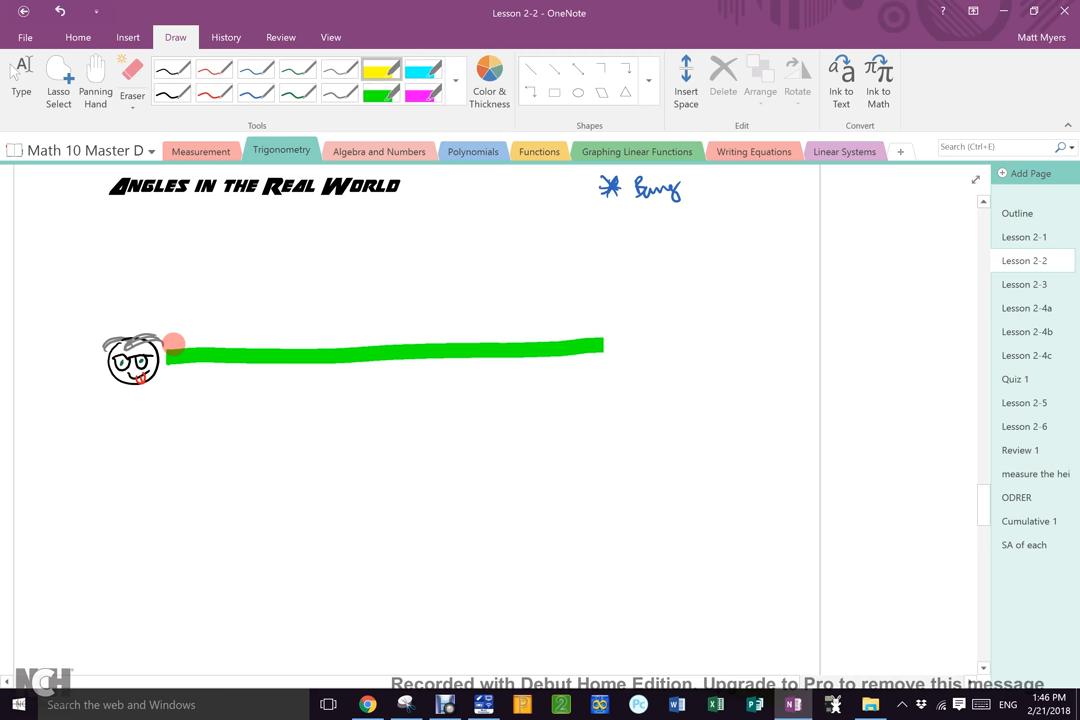 Lesson 2-2 - OneNote
?
File
Home
Insert
Draw
History
Review
View
Matt Myers
Type
Lasso Select
Panning Hand
Eraser
Color & Thickness
Insert Space
Delete
Arrange
Rotate
Ink to Text
Ink to Math
Tools
Shapes
Edit
Convert
Math 10 Master D
Measurement
Trigonometry
Algebra and Numbers
Polynomials
Functions
Graphing Linear Functions
Writing Equations
Linear Systems
Search (Ctrl+E)
Add Page
Angles in the Real World
Outline
Lesson 2-1
Lesson 2-2
Lesson 2-3
Lesson 2-4a
Lesson 2-4b
Lesson 2-4c
Quiz 1
Lesson 2-5
Lesson 2-6
Review 1
measure the hei
ODRER
Cumulative 1
SA of each
NCH
Recorded with Debut Home Edition. Upgrade to Pro to remove this message
Search the web and Windows
ENG
1:46 PM
2/21/2018